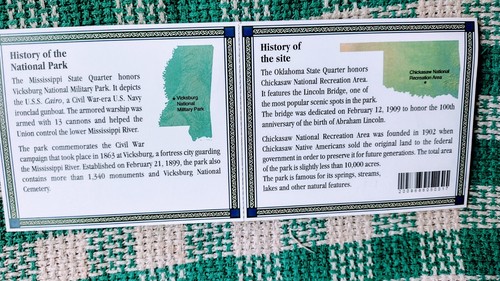 History of the
National Park
The Mississippi State Quarter honors
Vicksburg National Military Park. It depicts
the U.S.S. Cairo, a Civil War-era U.S. Navy
ironclad gunboat. The armored warship was
armed with 13 cannons and helped the
Union control the lower Mississippi River.
The park commemorates the Civil War
campaign that took place in 1863 at Vicksburg, a fortress city guarding
the Mississippi River. Established on February 21, 1899, the park also
contains more than 1,340 monuments and Vicksburg National
Cemetery.
Vicksburg
National
Military Park
History of
the site
The Oklahoma State Quarter honors
Chickasaw National Recreation Area.
It features the Lincoln Bridge, one of
the most popular scenic spots in the park.
The bridge was dedicated on February 12, 1909 to honor the 100th
anniversary of the birth of Abraham Lincoln.
Chickasaw National Recreation Area was founded in 1902 when
Chickasaw Native Americans sold the original land to the federal
government in order to preserve it for future generations. The total area
of the park is slightly less than 10,000 acres.
The park is famous for its springs, streams,
lakes and other natural features.
Chickasaw National
Recreation Area